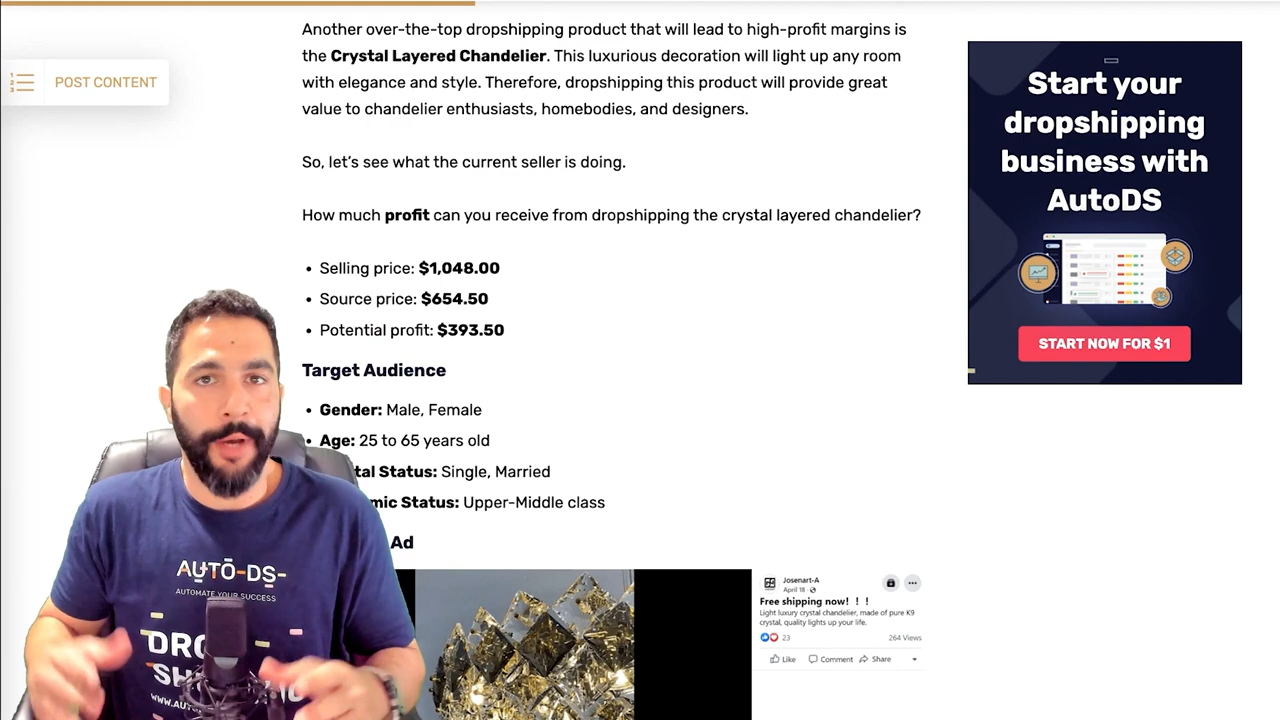 Another over-the-top dropshipping product that will lead to high-profit margins is
the Crystal Layered Chandelier. This luxurious decoration will light up any room
with elegance and style. Therefore, dropshipping this product will provide great
value to chandelier enthusiasts, homebodies, and designers.
POST CONTENT
So, let’s see what the current seller is doing.
How much profit can you receive from dropshipping the crystal layered chandelier?
• Selling price: $1,048.00
• Source price: $654.50
• Potential profit: $393.50
Target Audience
• Gender: Male, Female
• Age: 25 to 65 years old
tal Status: Single, Married
mic Status: Upper-Middle class
Ad
Start your
dropshipping
business with
AutoDS
START NOW FOR $1
Josenart-A
April 18
Free shipping now! ! !
Light luxury crystal chandelier, made of pure K9
crystal, quality lights up your life.
23
264 Views
Like Comment Share
AUTO-DS-
AUTOMATE YOUR SUCCESS
DRO
SH
WWW.AUT